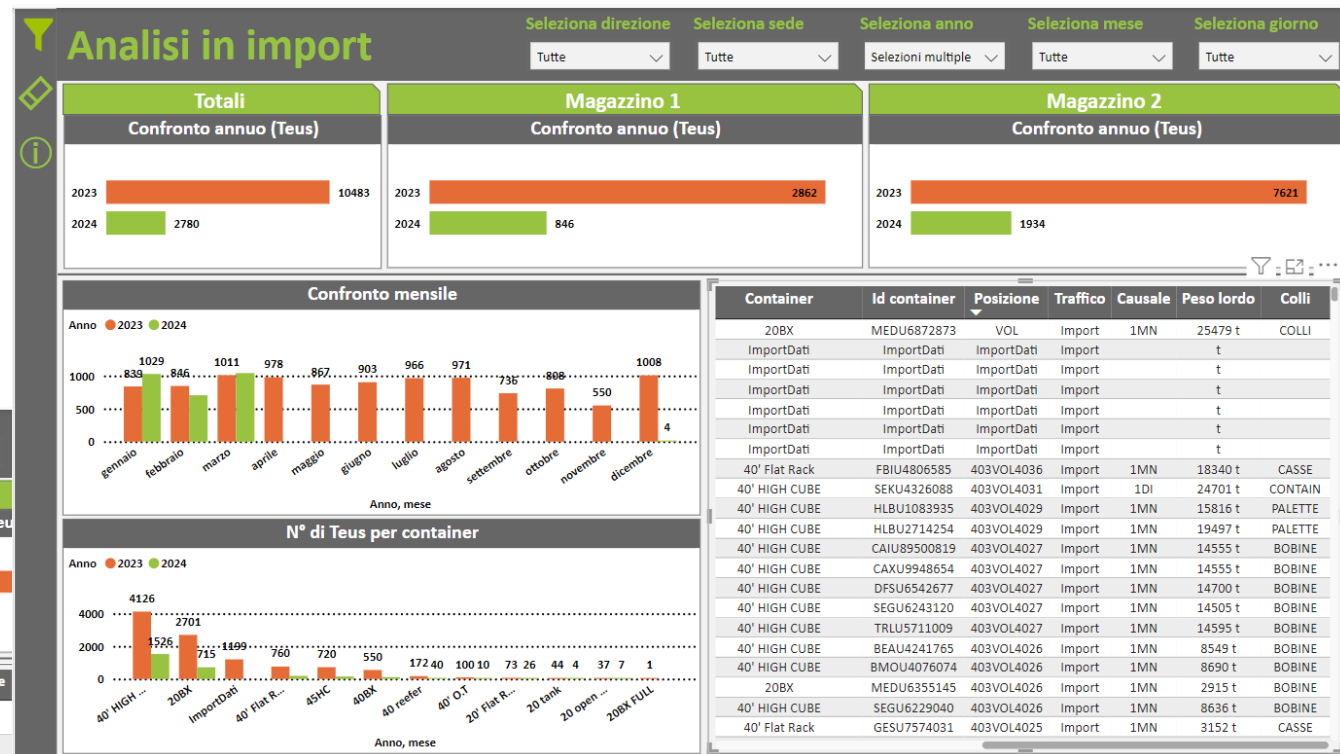 Analisi in import
Seleziona direzione Seleziona sede Seleziona anno Seleziona mese Seleziona giorno
Tutte Tutte Selezioni multiple Tutte Tutte
Totali Magazzino 1 Magazzino 2
Confronto annuo (Teus) Confronto annuo (Teus) Confronto annuo (Teus)
2023 10483 2023 2862 2023 7621
2024 2780 2024 846 2024 1934
Confronto mensile
Anno 2023 2024
1000
500
0
839 1029 846 1011 978 867 903 966 971 736 808 550 1008 4
gennaio febbraio marzo aprile maggio giugno luglio agosto settembre ottobre novembre dicembre
Anno, mese
N° di Teus per container
Anno 2023 2024
4000
2000
0
4126 1526 2701 715 1199 760 720 550 172 40 100 10 73 26 44 4 37 7 1
40' HIGH ... 20BX ImportDati 40' Flat R... 45HC 40BX 40 reefer 40' O.T 20' Flat R... 20 tank 20 open ... 20BX FULL
Anno, mese
Container Id container Posizione Traffico Causale Peso lordo Colli
20BX MEDU6872873 VOL Import 1MN 25479 t COLLI
ImportDati ImportDati ImportDati Import t
ImportDati ImportDati ImportDati Import t
ImportDati ImportDati ImportDati Import t
ImportDati ImportDati ImportDati Import t
ImportDati ImportDati ImportDati Import t
ImportDati ImportDati ImportDati Import t
40' Flat Rack FBIU4806585 403VOL4036 Import 1MN 18340 t CASSE
40' HIGH CUBE SEKU4326088 403VOL4031 Import 1DI 24701 t CONTAIN
40' HIGH CUBE HLBU1083935 403VOL4029 Import 1MN 15816 t PALETTE
40' HIGH CUBE HLBU2714254 403VOL4029 Import 1MN 19497 t PALETTE
40' HIGH CUBE CAIU89500819 403VOL4027 Import 1MN 14555 t BOBINE
40' HIGH CUBE CAXU9948654 403VOL4027 Import 1MN 14555 t BOBINE
40' HIGH CUBE DFSU6542677 403VOL4027 Import 1MN 14700 t BOBINE
40' HIGH CUBE SEGU6243120 403VOL4027 Import 1MN 14505 t BOBINE
40' HIGH CUBE TRLU5711009 403VOL4027 Import 1MN 14595 t BOBINE
40' HIGH CUBE BEAU4241765 403VOL4026 Import 1MN 8549 t BOBINE
40' HIGH CUBE BMOU4076074 403VOL4026 Import 1MN 8690 t BOBINE
20BX MEDU6355145 403VOL4026 Import 1MN 2915 t BOBINE
40' HIGH CUBE SEGU6229040 403VOL4026 Import 1MN 8636 t BOBINE
40' Flat Rack GESU7574031 403VOL4025 Import 1MN 3152 t CASSE